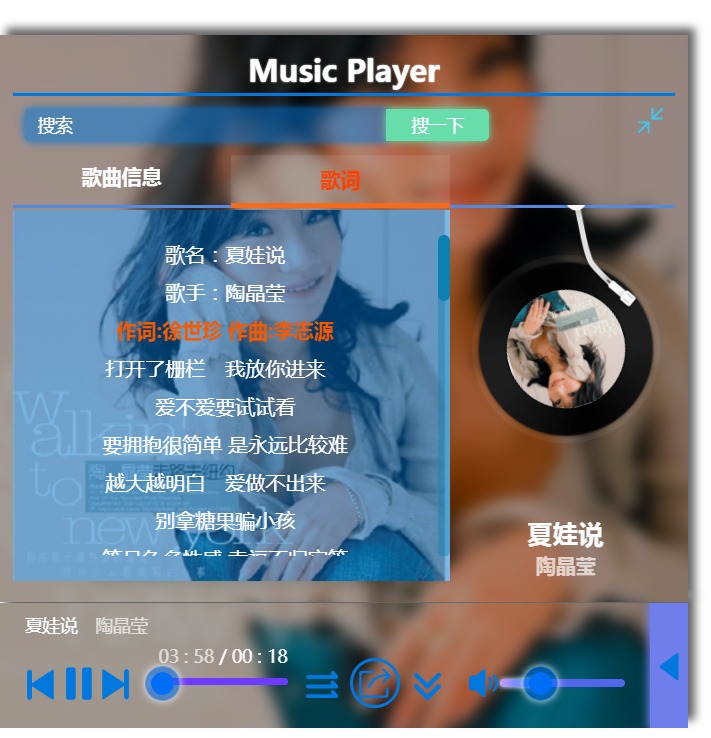 Music Player
搜索
搜一下
歌曲信息
歌词
歌名：夏娃说
歌手：陶晶莹
作词:徐世珍 作曲:李志源
打开了栅栏　我放你进来
爱不爱要试试看
要拥抱很简单 是永远比较难
越大越明白　爱做不出来
别拿糖果骗小孩
walking
to
new york
走路去纽约
夏娃说
陶晶莹
夏娃说
陶晶莹
03 : 58 / 00 : 18